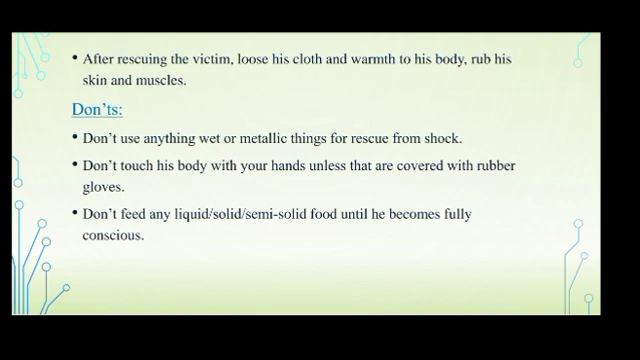 • After rescuing the victim, loose his cloth and warmth to his body, rub his
skin and muscles.
Don'ts:
• Don't use anything wet or metallic things for rescue from shock.
• Don't touch his body with your hands unless that are covered with rubber
gloves.
• Don't feed any liquid/solid/semi-solid food until he becomes fully
conscious.